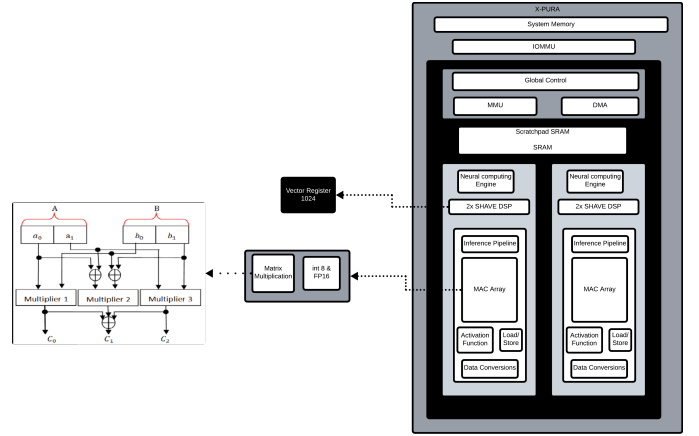 X-PURA
System Memory
IOMMU
Global Control
MMU
DMA
Scratchpad SRAM
SRAM
Neural computing
Engine
2x SHAVE DSP
Inference Pipeline
MAC Array
Activation
Function
Load/
Store
Data Conversions
Neural computing
Engine
2x SHAVE DSP
Inference Pipeline
MAC Array
Activation
Function
Load/
Store
Data Conversions
Vector Register
1024
Matrix
Multiplication
int 8 &
FP16
A
B
a₀
a₁
b₀
b₁
Multiplier 1
Multiplier 2
Multiplier 3
C₀
C₁
C₂